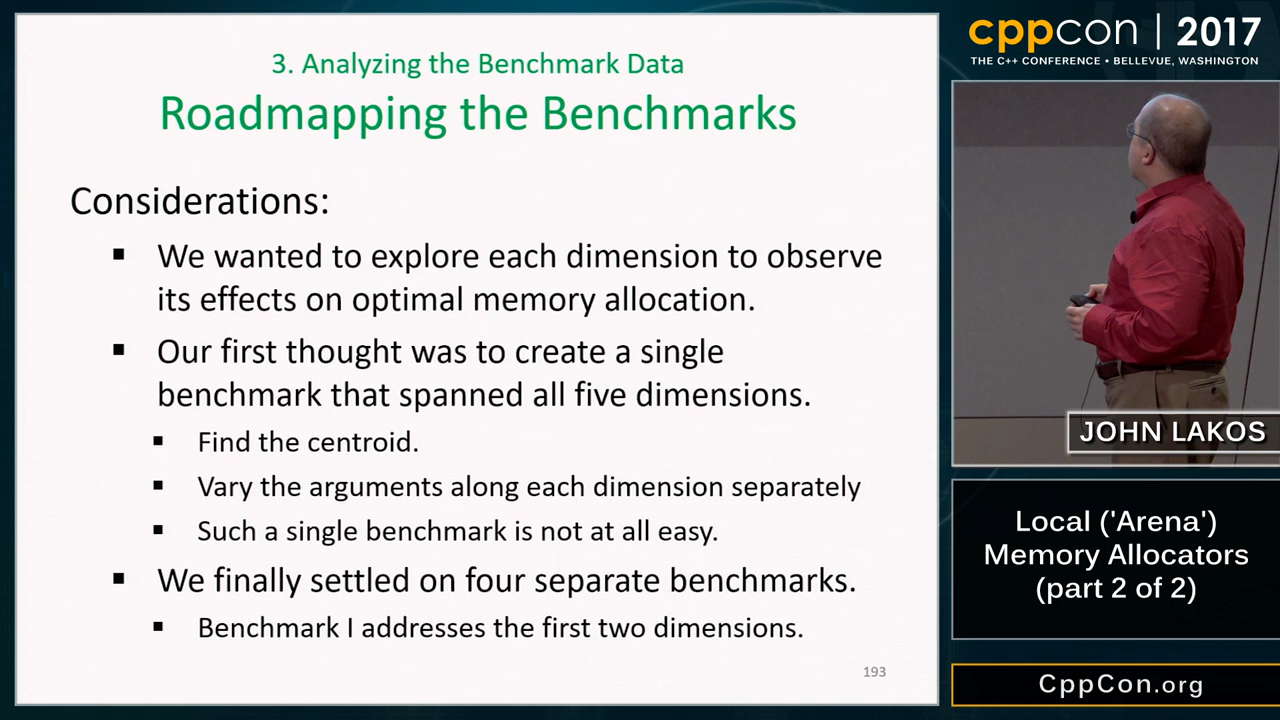 3. Analyzing the Benchmark Data
Roadmapping the Benchmarks
Considerations:
▪ We wanted to explore each dimension to observe
its effects on optimal memory allocation.
▪ Our first thought was to create a single
benchmark that spanned all five dimensions.
▪ Find the centroid.
▪ Vary the arguments along each dimension separately
▪ Such a single benchmark is not at all easy.
▪ We finally settled on four separate benchmarks.
▪ Benchmark I addresses the first two dimensions.
193
cppcon | 2017
THE C++ CONFERENCE • BELLEVUE, WASHINGTON
JOHN LAKOS
Local ('Arena')
Memory Allocators
(part 2 of 2)
CppCon.org